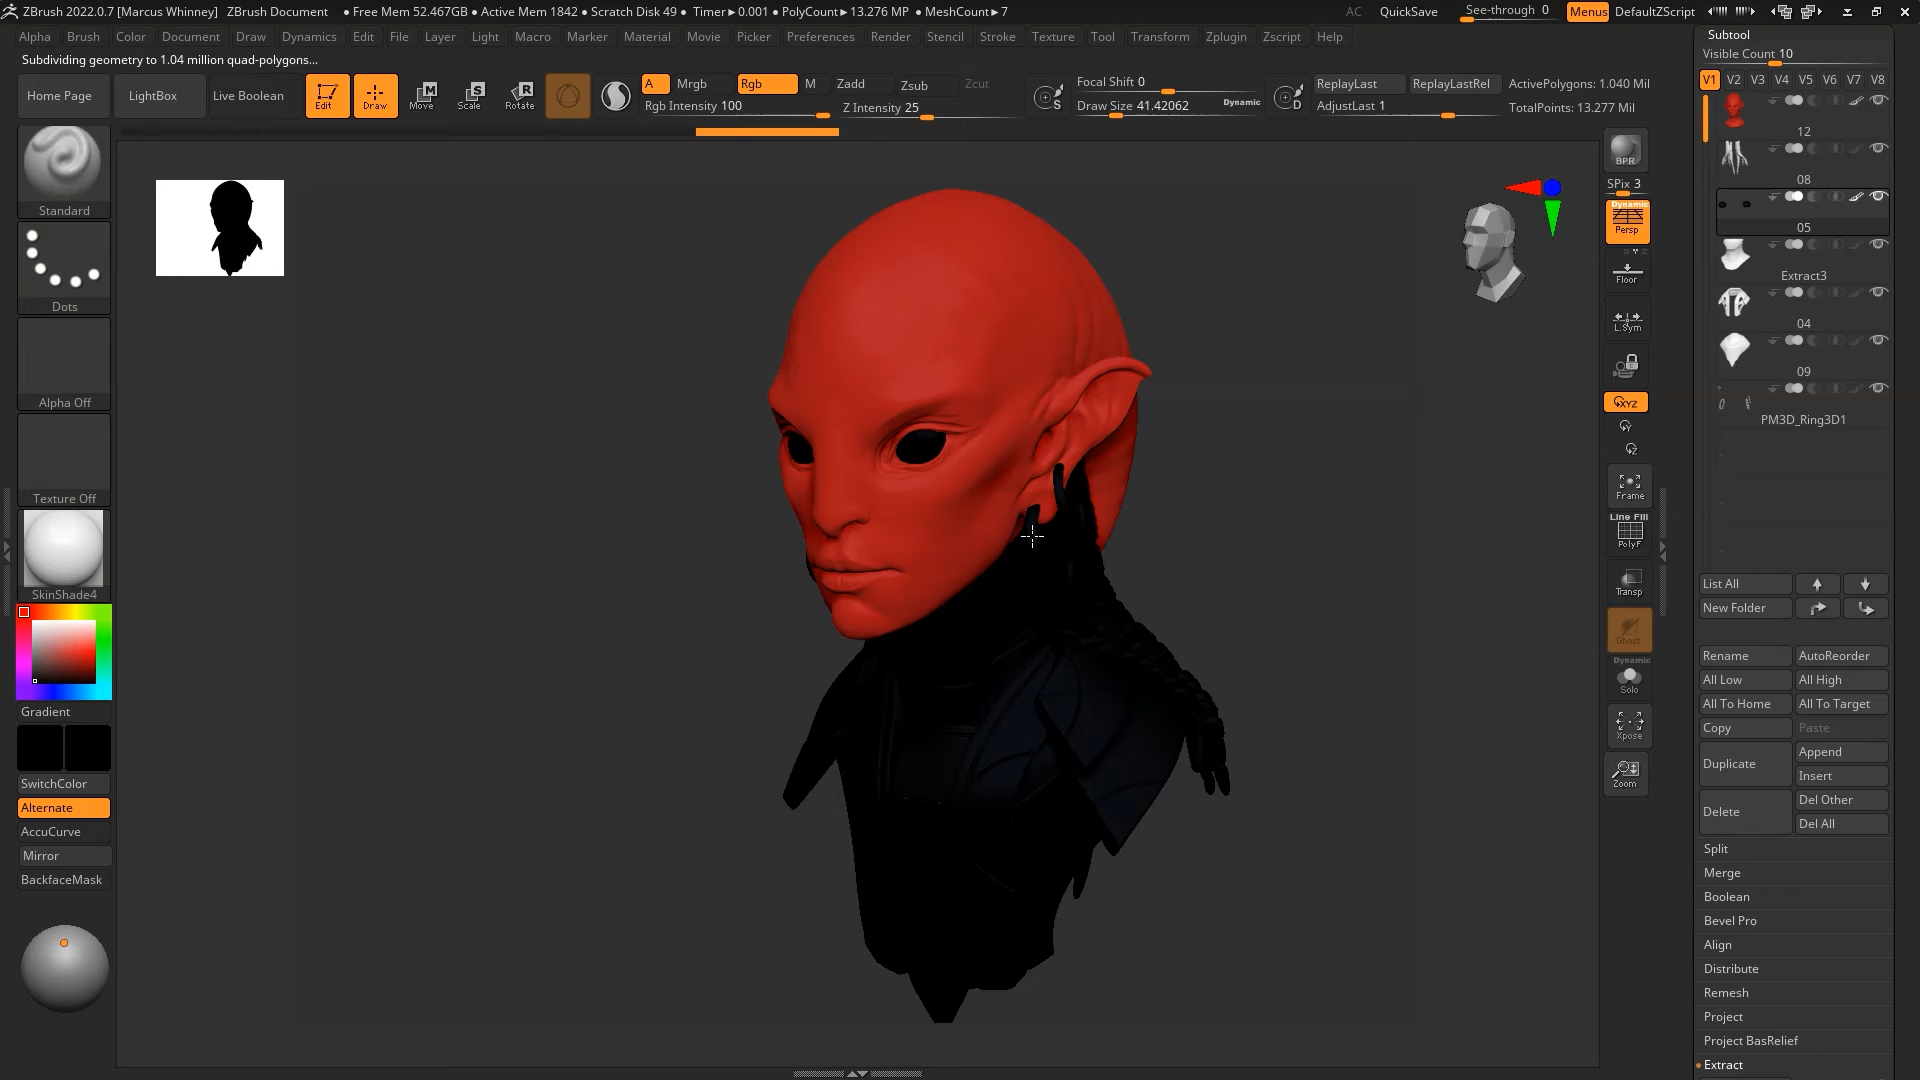 ZBrush 2022.0.7 [Marcus Whinney] ZBrush Document • Free Mem 52.467GB • Active Mem 1842 • Scratch Disk 49 • Timer►0.001 • PolyCount►13.276 MP • MeshCount►7 AC QuickSave See-through 0 Menus DefaultZScript
Alpha Brush Color Document Draw Dynamics Edit File Layer Light Macro Marker Material Movie Picker Preferences Render Stencil Stroke Texture Tool Transform Zplugin Zscript Help
Subdividing geometry to 1.04 million quad-polygons...
Home Page LightBox Live Boolean Edit Draw Move Scale Rotate
A Mrgb Rgb M Zadd Zsub Zcut
Rgb Intensity 100 Z Intensity 25
S Focal Shift 0
Draw Size 41.42062 Dynamic
D ReplayLast ReplayLastRel ActivePolygons: 1.040 Mil
AdjustLast 1 TotalPoints: 13.277 Mil
Standard
Dots
Alpha Off
Texture Off
SkinShade4
Gradient
SwitchColor
Alternate
AccuCurve
Mirror
BackfaceMask
BPR
SPix 3
Dynamic
Persp
Floor
L.Sym
XYZ
Y
Z
Frame
Line Fill
PolyF
Transp
Ghost
Dynamic
Solo
Xpose
Zoom
Subtool
Visible Count 10
V1 V2 V3 V4 V5 V6 V7 V8
12
08
05
Extract3
04
09
PM3D_Ring3D1
List All
New Folder
Rename AutoReorder
All Low All High
All To Home All To Target
Copy Paste
Duplicate Append
Insert
Delete Del Other
Del All
Split
Merge
Boolean
Bevel Pro
Align
Distribute
Remesh
Project
Project BasRelief
Extract